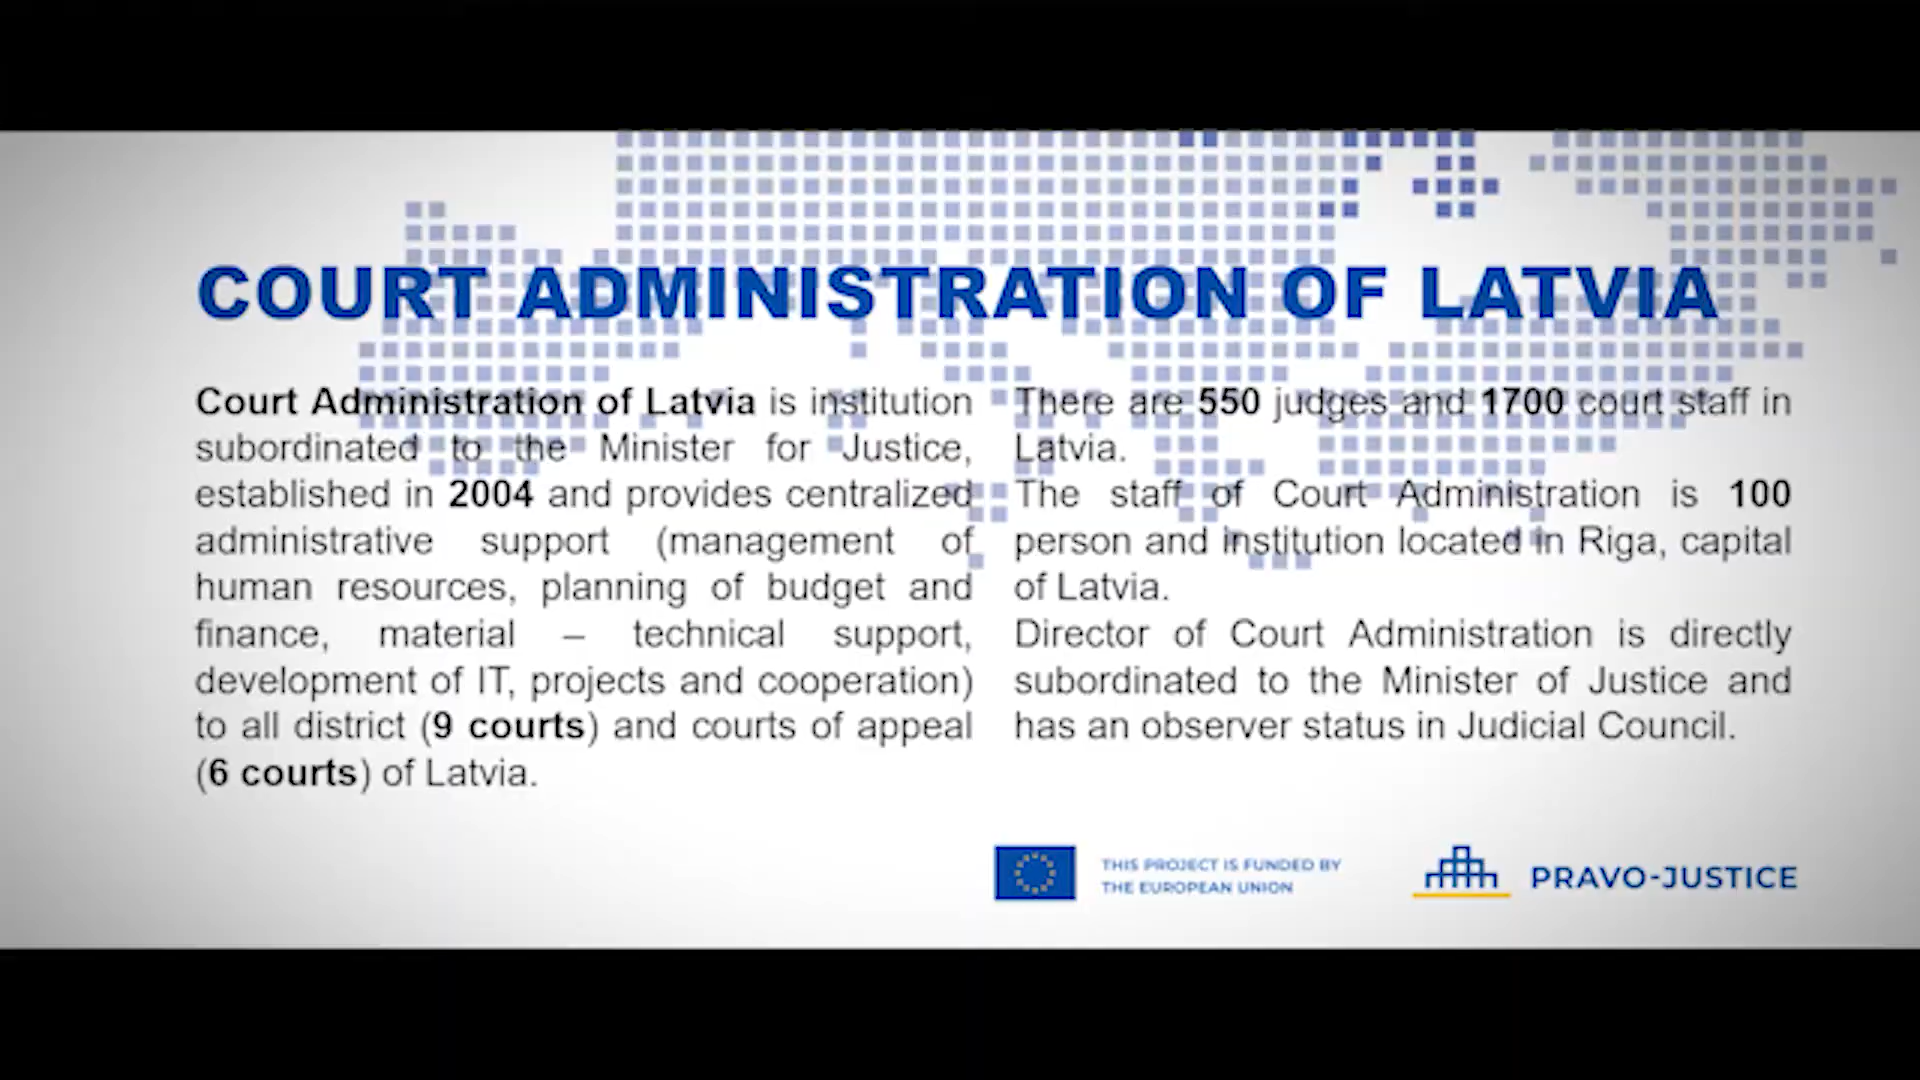 COURT ADMINISTRATION OF LATVIA
Court Administration of Latvia is institution
subordinated to the Minister for Justice,
established in 2004 and provides centralized
administrative support (management of
human resources, planning of budget and
finance, material – technical support,
development of IT, projects and cooperation)
to all district (9 courts) and courts of appeal
(6 courts) of Latvia.
There are 550 judges and 1700 court staff in
Latvia.
The staff of Court Administration is 100
person and institution located in Riga, capital
of Latvia.
Director of Court Administration is directly
subordinated to the Minister of Justice and
has an observer status in Judicial Council.
THIS PROJECT IS FUNDED BY
THE EUROPEAN UNION
PRAVO-JUSTICE